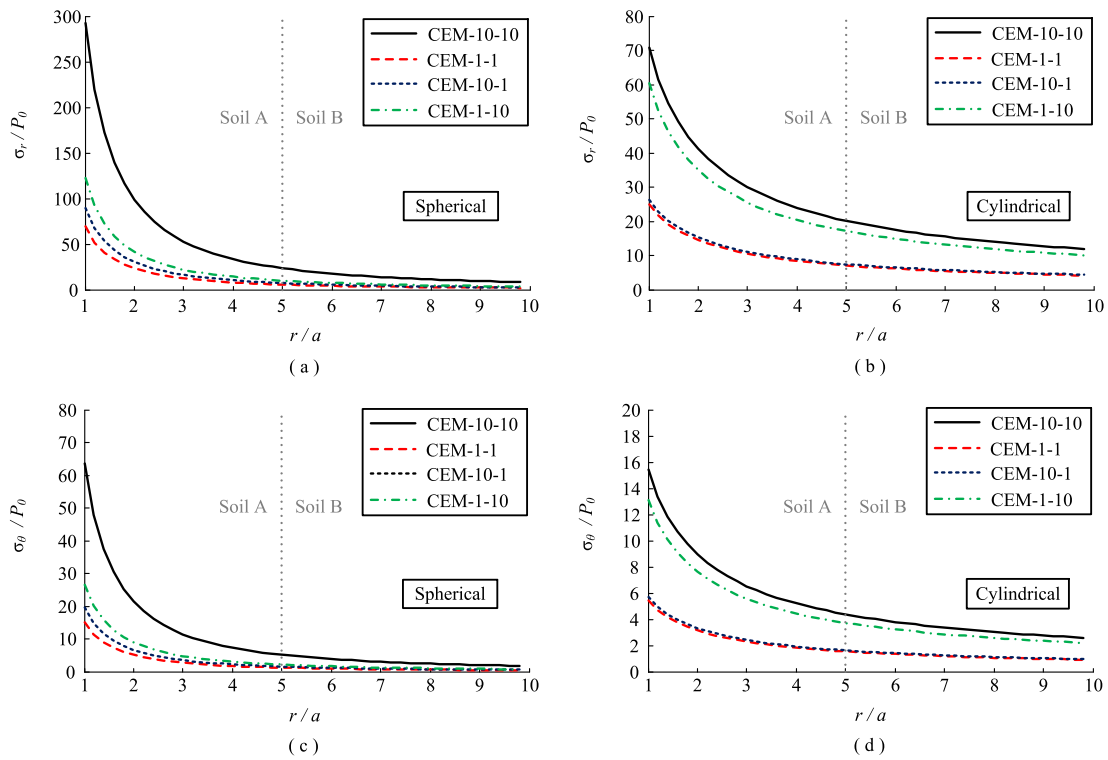 300
250
200
150
100
50
0
σr / P0
CEM-10-10
CEM-1-1
CEM-10-1
CEM-1-10
Soil A
Soil B
Spherical
1 2 3 4 5 6 7 8 9 10
r / a
( a )
80
70
60
50
40
30
20
10
0
σr / P0
CEM-10-10
CEM-1-1
CEM-10-1
CEM-1-10
Soil A
Soil B
Cylindrical
1 2 3 4 5 6 7 8 9 10
r / a
( b )
80
70
60
50
40
30
20
10
0
σθ / P0
CEM-10-10
CEM-1-1
CEM-10-1
CEM-1-10
Soil A
Soil B
Spherical
1 2 3 4 5 6 7 8 9 10
r / a
( c )
20
18
16
14
12
10
8
6
4
2
0
σθ / P0
CEM-10-10
CEM-1-1
CEM-10-1
CEM-1-10
Soil A
Soil B
Cylindrical
1 2 3 4 5 6 7 8 9 10
r / a
( d )